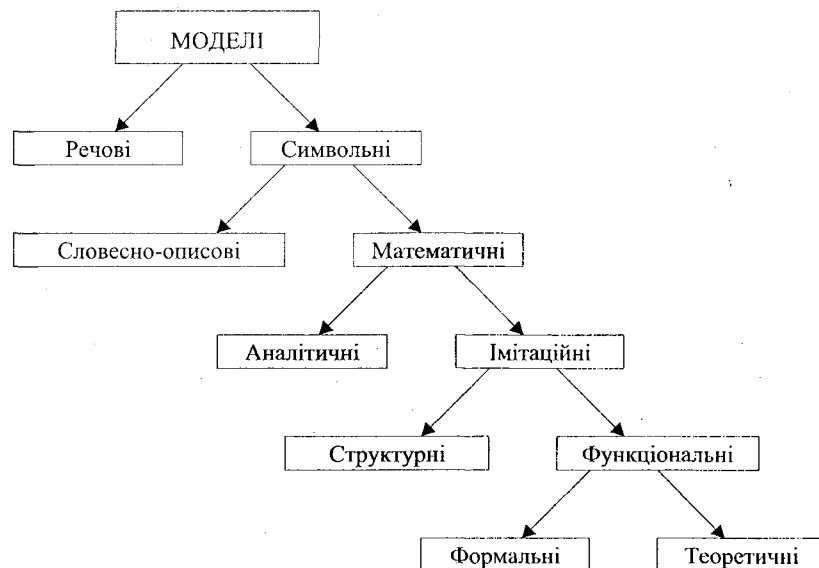 МОДЕЛІ
Речові
Символьні
Словесно-описові
Математичні
Аналітичні
Імітаційні
Структурні
Функціональні
Формальні
Теоретичні